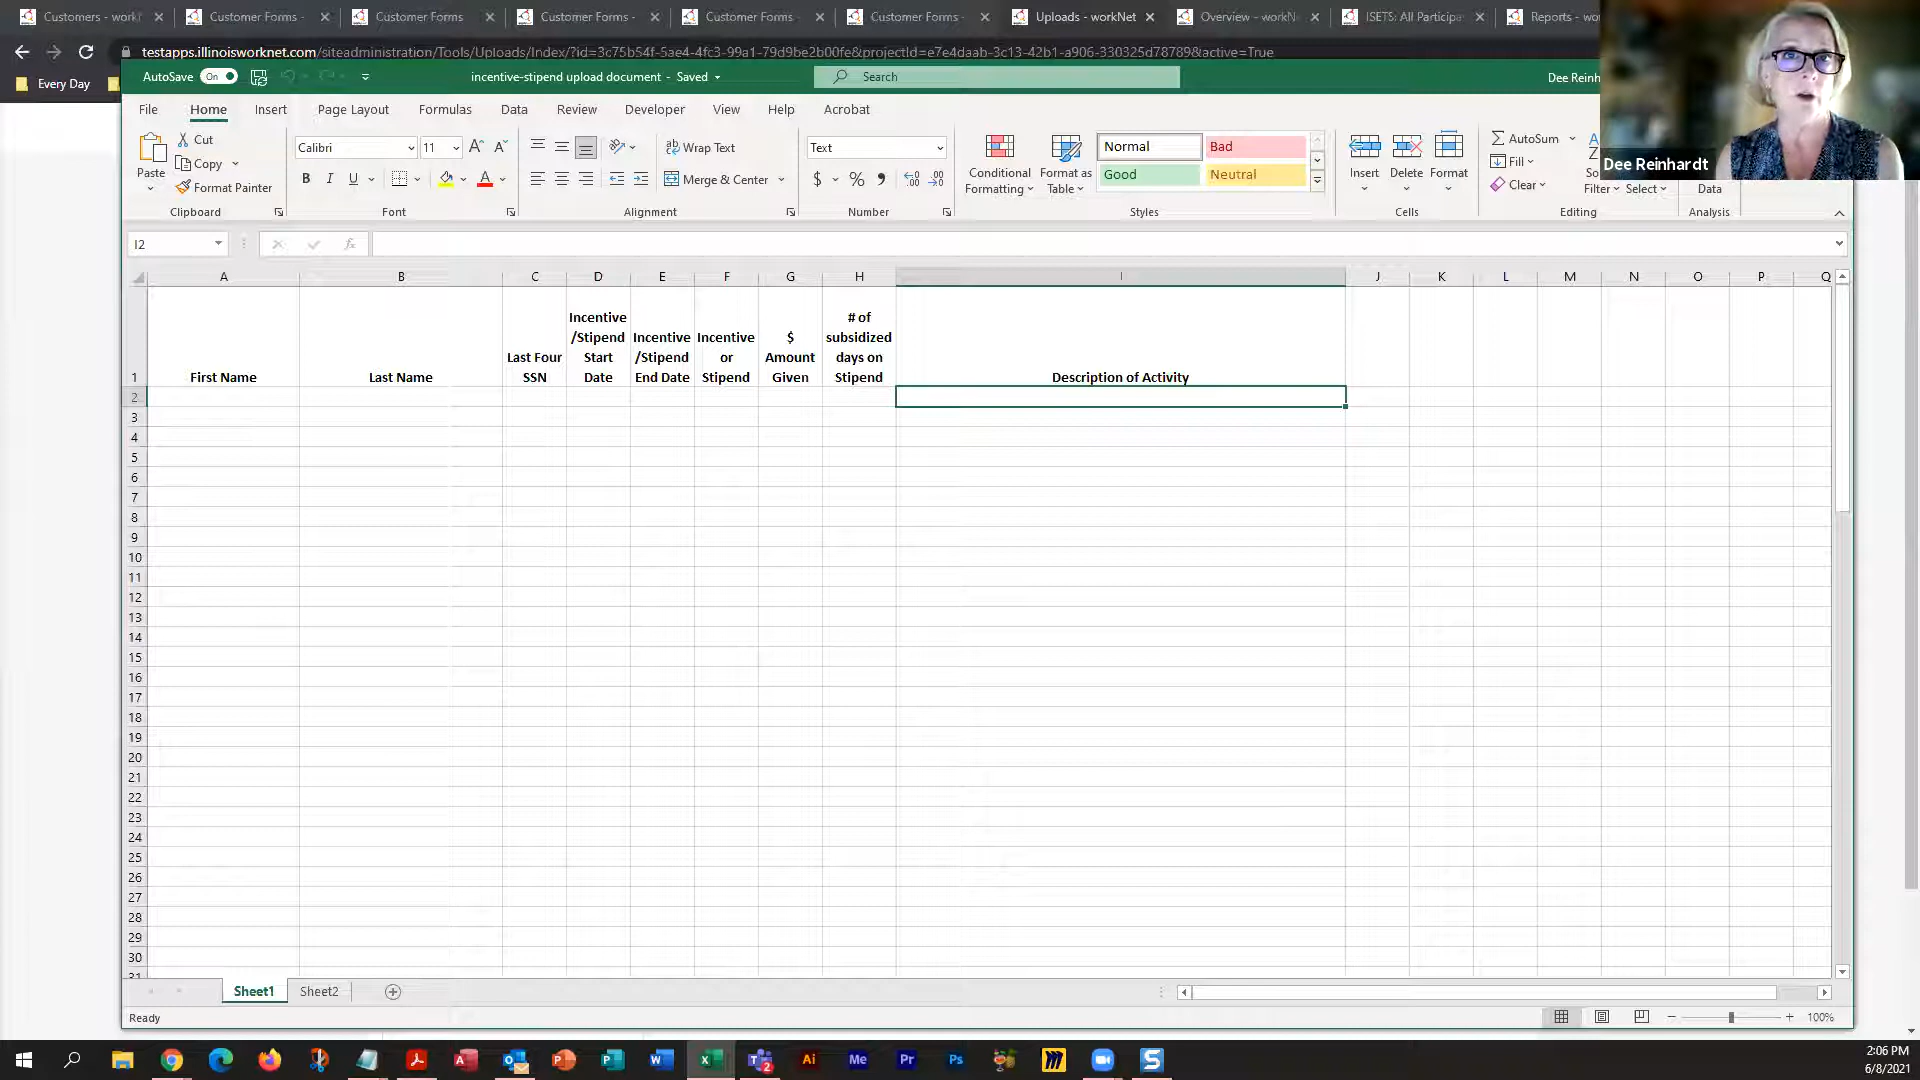 Customers - workN
Customer Forms -
Customer Forms
Customer Forms -
Customer Forms
Customer Forms -
Uploads - workNet
Overview - workN
ISETS: All Participa
Reports - wo
testapps.illinoisworknet.com/siteadministration/Tools/Uploads/Index/?id=3c75b54f-5ae4-4fc3-99a1-79d9be2b00fe&projectId=e7e4daab-3c13-42b1-a906-330325d78789&active=True
Every Day
AutoSave On
incentive-stipend upload document - Saved
Search
Dee Reinh
File Home Insert Page Layout Formulas Data Review View Help Acrobat
Paste
Cut
Copy
Format Painter
Clipboard
Calibri 11
B I U
Font
Wrap Text
Merge & Center
Alignment
Text
$ %
Number
Conditional Formatting
Format as Table
Normal Bad
Good Neutral
Styles
Insert Delete Format
Cells
AutoSum
Fill
Clear
Filter Select
Editing
Data
Analysis
Dee Reinhardt
I2
fx
A B C D E F G H I J K L M N O P Q
1
First Name
Last Name
Last Four
SSN
Incentive
/Stipend
Start
Date
Incentive
/Stipend
End Date
Incentive
or
Stipend
$
Amount
Given
# of
subsidized
days on
Stipend
Description of Activity
2
3
4
5
6
7
8
9
10
11
12
13
14
15
16
17
18
19
20
21
22
23
24
25
26
27
28
29
30
31
Sheet1 Sheet2
Ready
100%
Ai Me Pr Ps
2:06 PM
6/8/2021